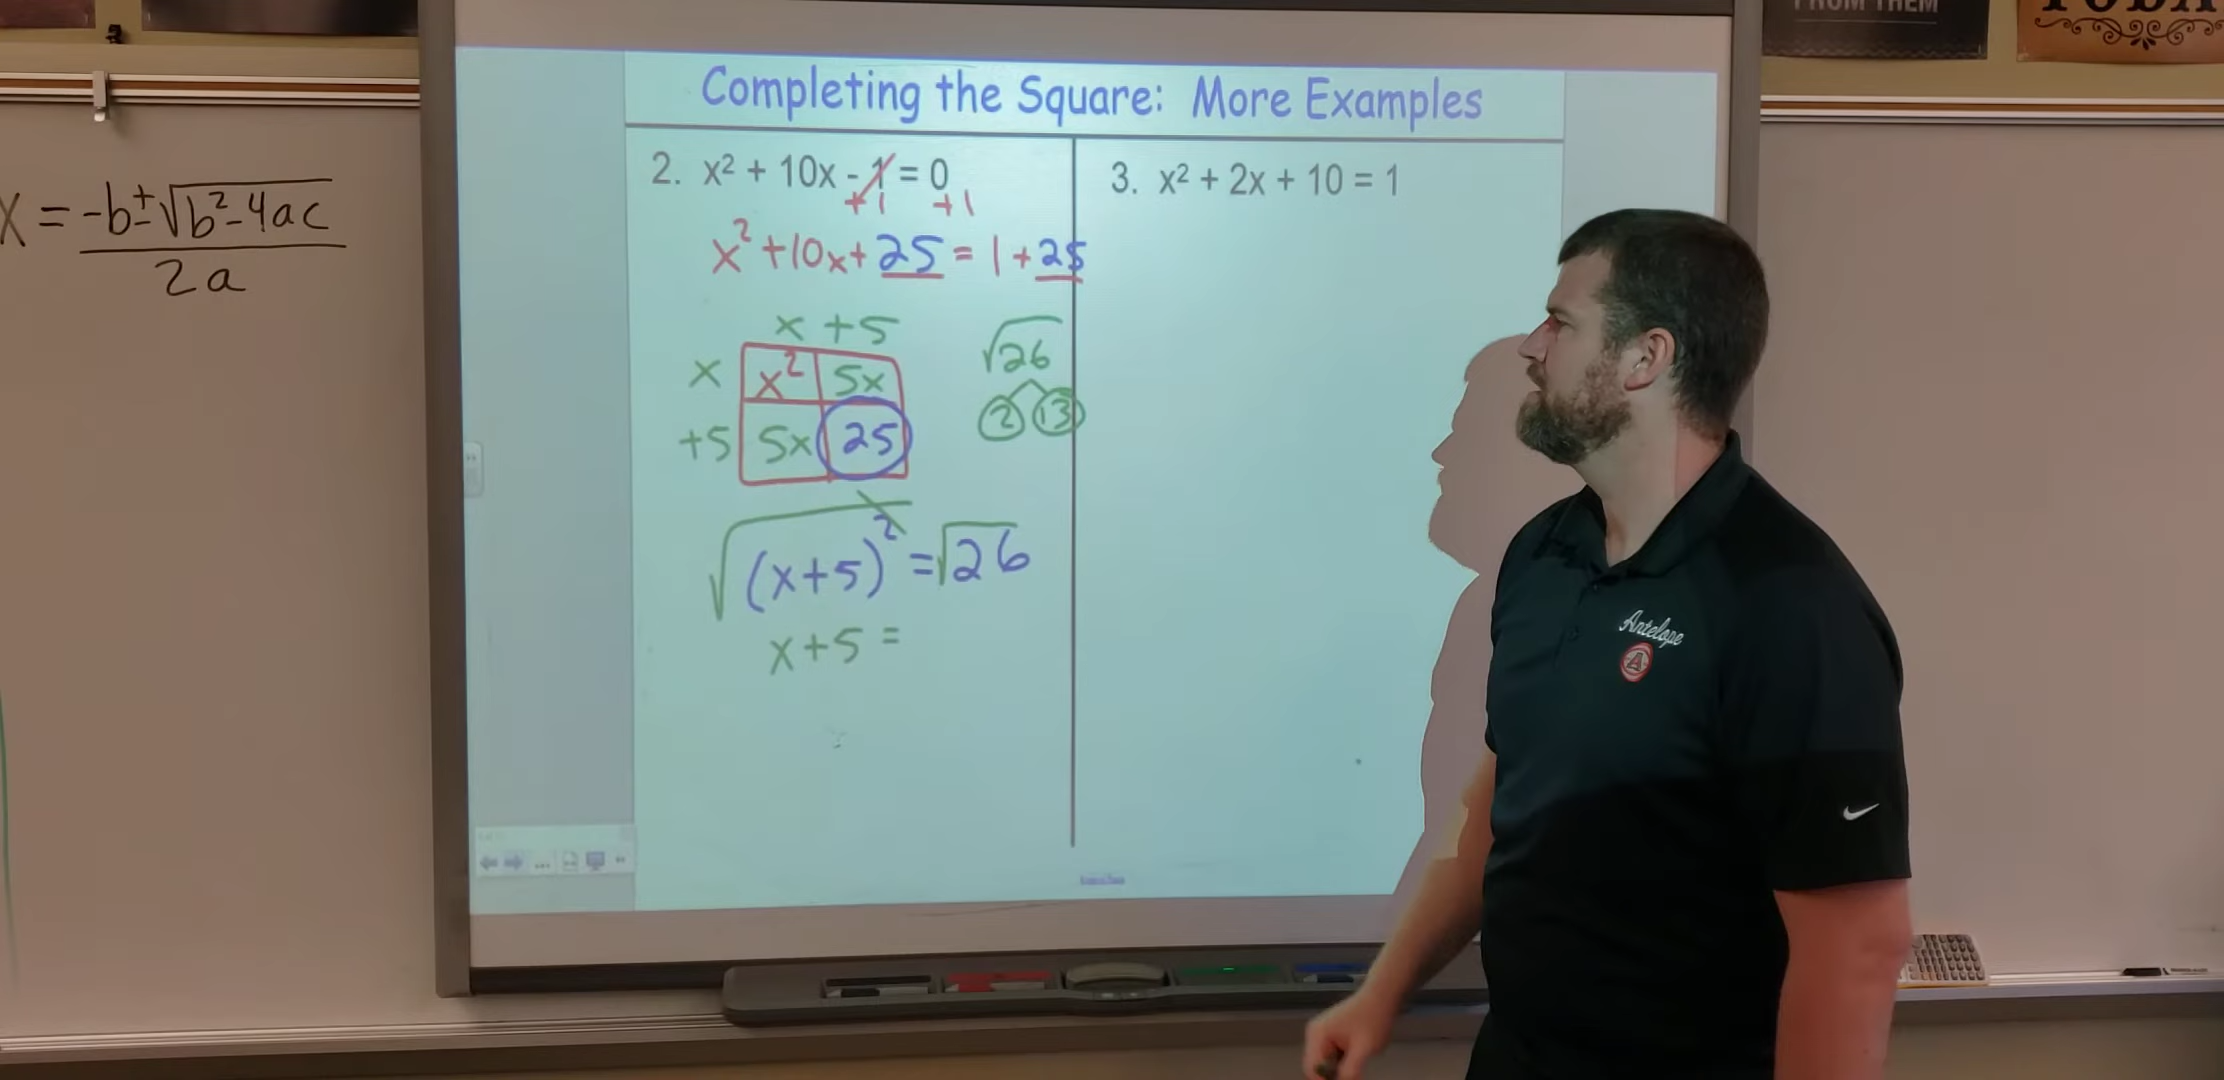 FROM THEM
Completing the Square: More Examples
x = -b±√b²-4ac
2a
2. x² + 10x - 1 = 0
+1 +1
x² +10x+ 25 = 1 + 25
x +5
x x² 5x
+5 5x 25
√26
2 13
√(x+5)² = √26
x+5 =
3. x² + 2x + 10 = 1
Antelope
A